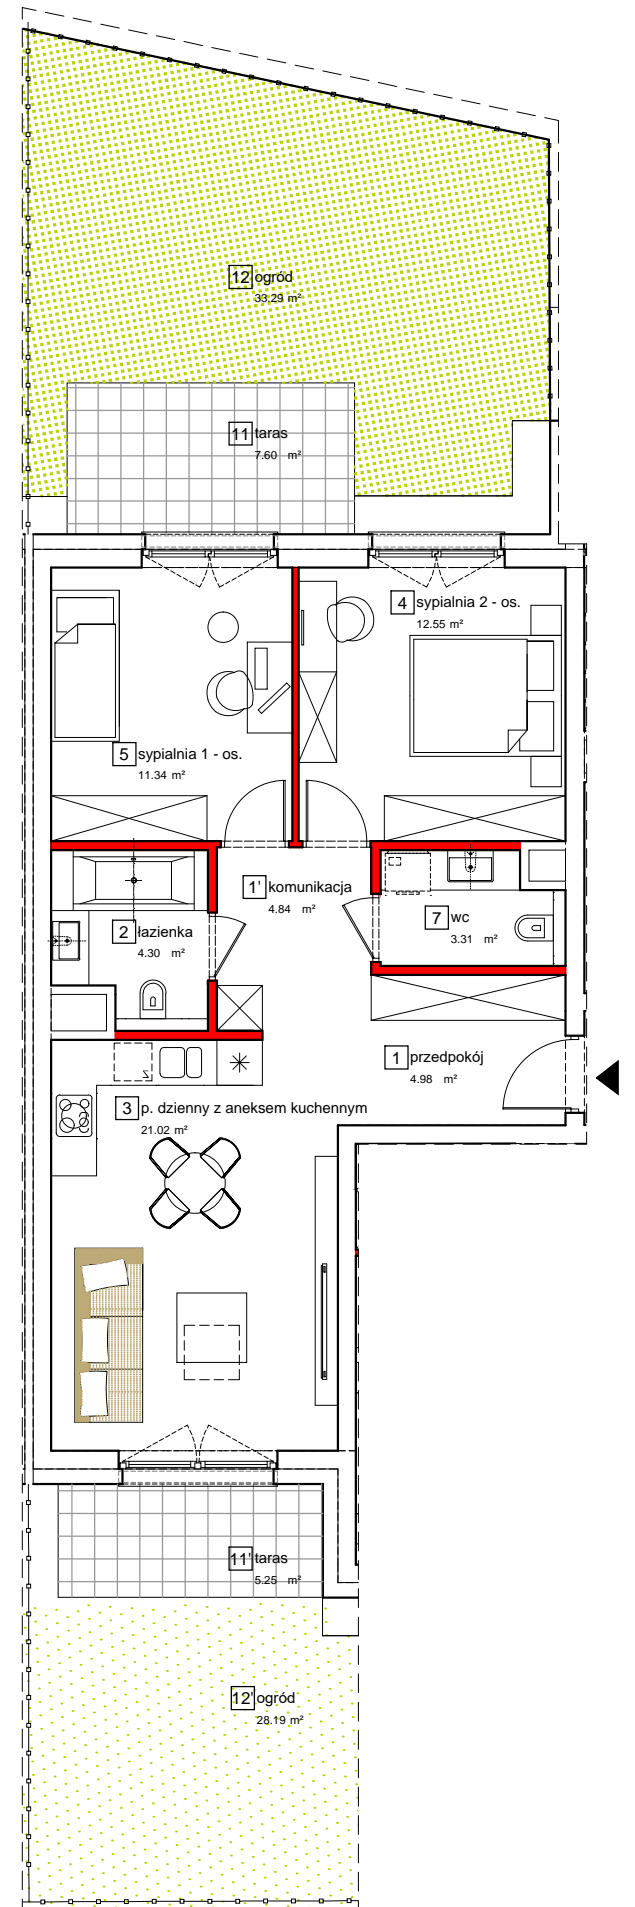 12 ogród
33.29 m²
11 taras
7.60 m²
4 sypialnia 2 - os.
12.55 m²
5 sypialnia 1 - os.
11.34 m²
1' komunikacja
4.84 m²
2 łazienka
4.30 m²
7 wc
3.31 m²
1 przedpokój
4.98 m²
3 p. dzienny z aneksem kuchennym
21.02 m²
11' taras
5.25 m²
12' ogród
28.19 m²